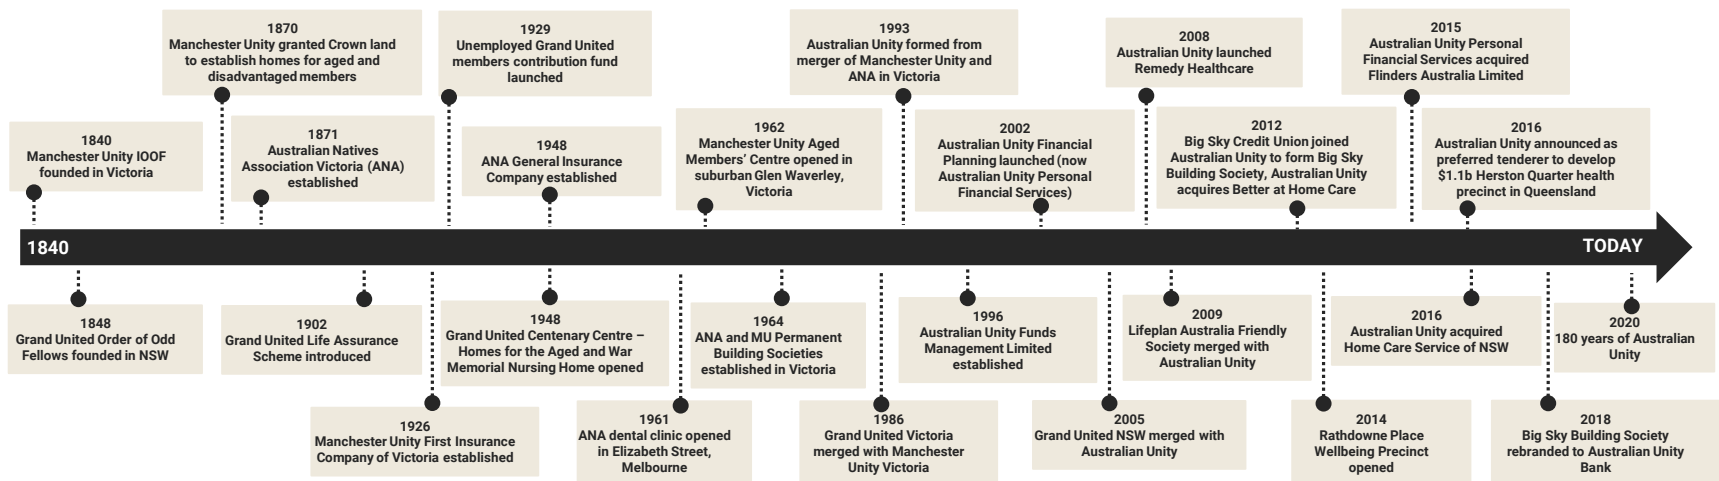 1870
Manchester Unity granted Crown land
to establish homes for aged and
disadvantaged members
1929
Unemployed Grand United
members contribution fund
launched
1993
Australian Unity formed from
merger of Manchester Unity and
ANA in Victoria
2008
Australian Unity launched
Remedy Healthcare
2015
Australian Unity Personal
Financial Services acquired
Flinders Australia Limited
1840
Manchester Unity IOOF
founded in Victoria
1871
Australian Natives
Association Victoria (ANA)
established
1948
ANA General Insurance
Company established
1962
Manchester Unity Aged
Members’ Centre opened in
suburban Glen Waverley,
Victoria
2002
Australian Unity Financial
Planning launched (now
Australian Unity Personal
Financial Services)
2012
Big Sky Credit Union joined
Australian Unity to form Big Sky
Building Society, Australian Unity
acquires Better at Home Care
2016
Australian Unity announced as
preferred tenderer to develop
$1.1b Herston Quarter health
precinct in Queensland
1840
TODAY
1848
Grand United Order of Odd
Fellows founded in NSW
1902
Grand United Life Assurance
Scheme introduced
1948
Grand United Centenary Centre –
Homes for the Aged and War
Memorial Nursing Home opened
1964
ANA and MU Permanent
Building Societies
established in Victoria
1996
Australian Unity Funds
Management Limited
established
2009
Lifeplan Australia Friendly
Society merged with
Australian Unity
2016
Australian Unity acquired
Home Care Service of NSW
2020
180 years of Australian
Unity
1926
Manchester Unity First Insurance
Company of Victoria established
1961
ANA dental clinic opened
in Elizabeth Street,
Melbourne
1986
Grand United Victoria
merged with Manchester
Unity Victoria
2005
Grand United NSW merged with
Australian Unity
2014
Rathdowne Place
Wellbeing Precinct
opened
2018
Big Sky Building Society
rebranded to Australian Unity
Bank